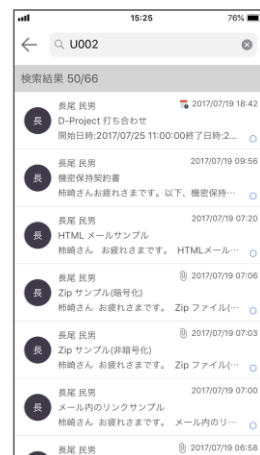 15:25 76%
U002
検索結果 50/66
長尾 民男 2017/07/19 18:42
長 D-Project 打ち合わせ
開始日時:2017/07/25 11:00:00終了日時:2...
長尾 民男 2017/07/19 09:56
長 機密保持契約書
柿崎さんお疲れさまです。以下、機密保持…
長尾 民男 2017/07/19 07:20
長 HTML メールサンプル
柿崎さん お疲れさまです。 HTMLメール…
長尾 民男 2017/07/19 07:06
長 Zip サンプル(暗号化)
柿崎さん お疲れさまです。 Zip ファイル(…
長尾 民男 2017/07/19 07:03
長 Zip サンプル(非暗号化)
柿崎さん お疲れさまです。 Zip ファイル(…
長尾 民男 2017/07/19 07:00
長 メール内のリンクサンプル
柿崎さん お疲れさまです。 メール内のリ…
長尾 民男 2017/07/19 06:58